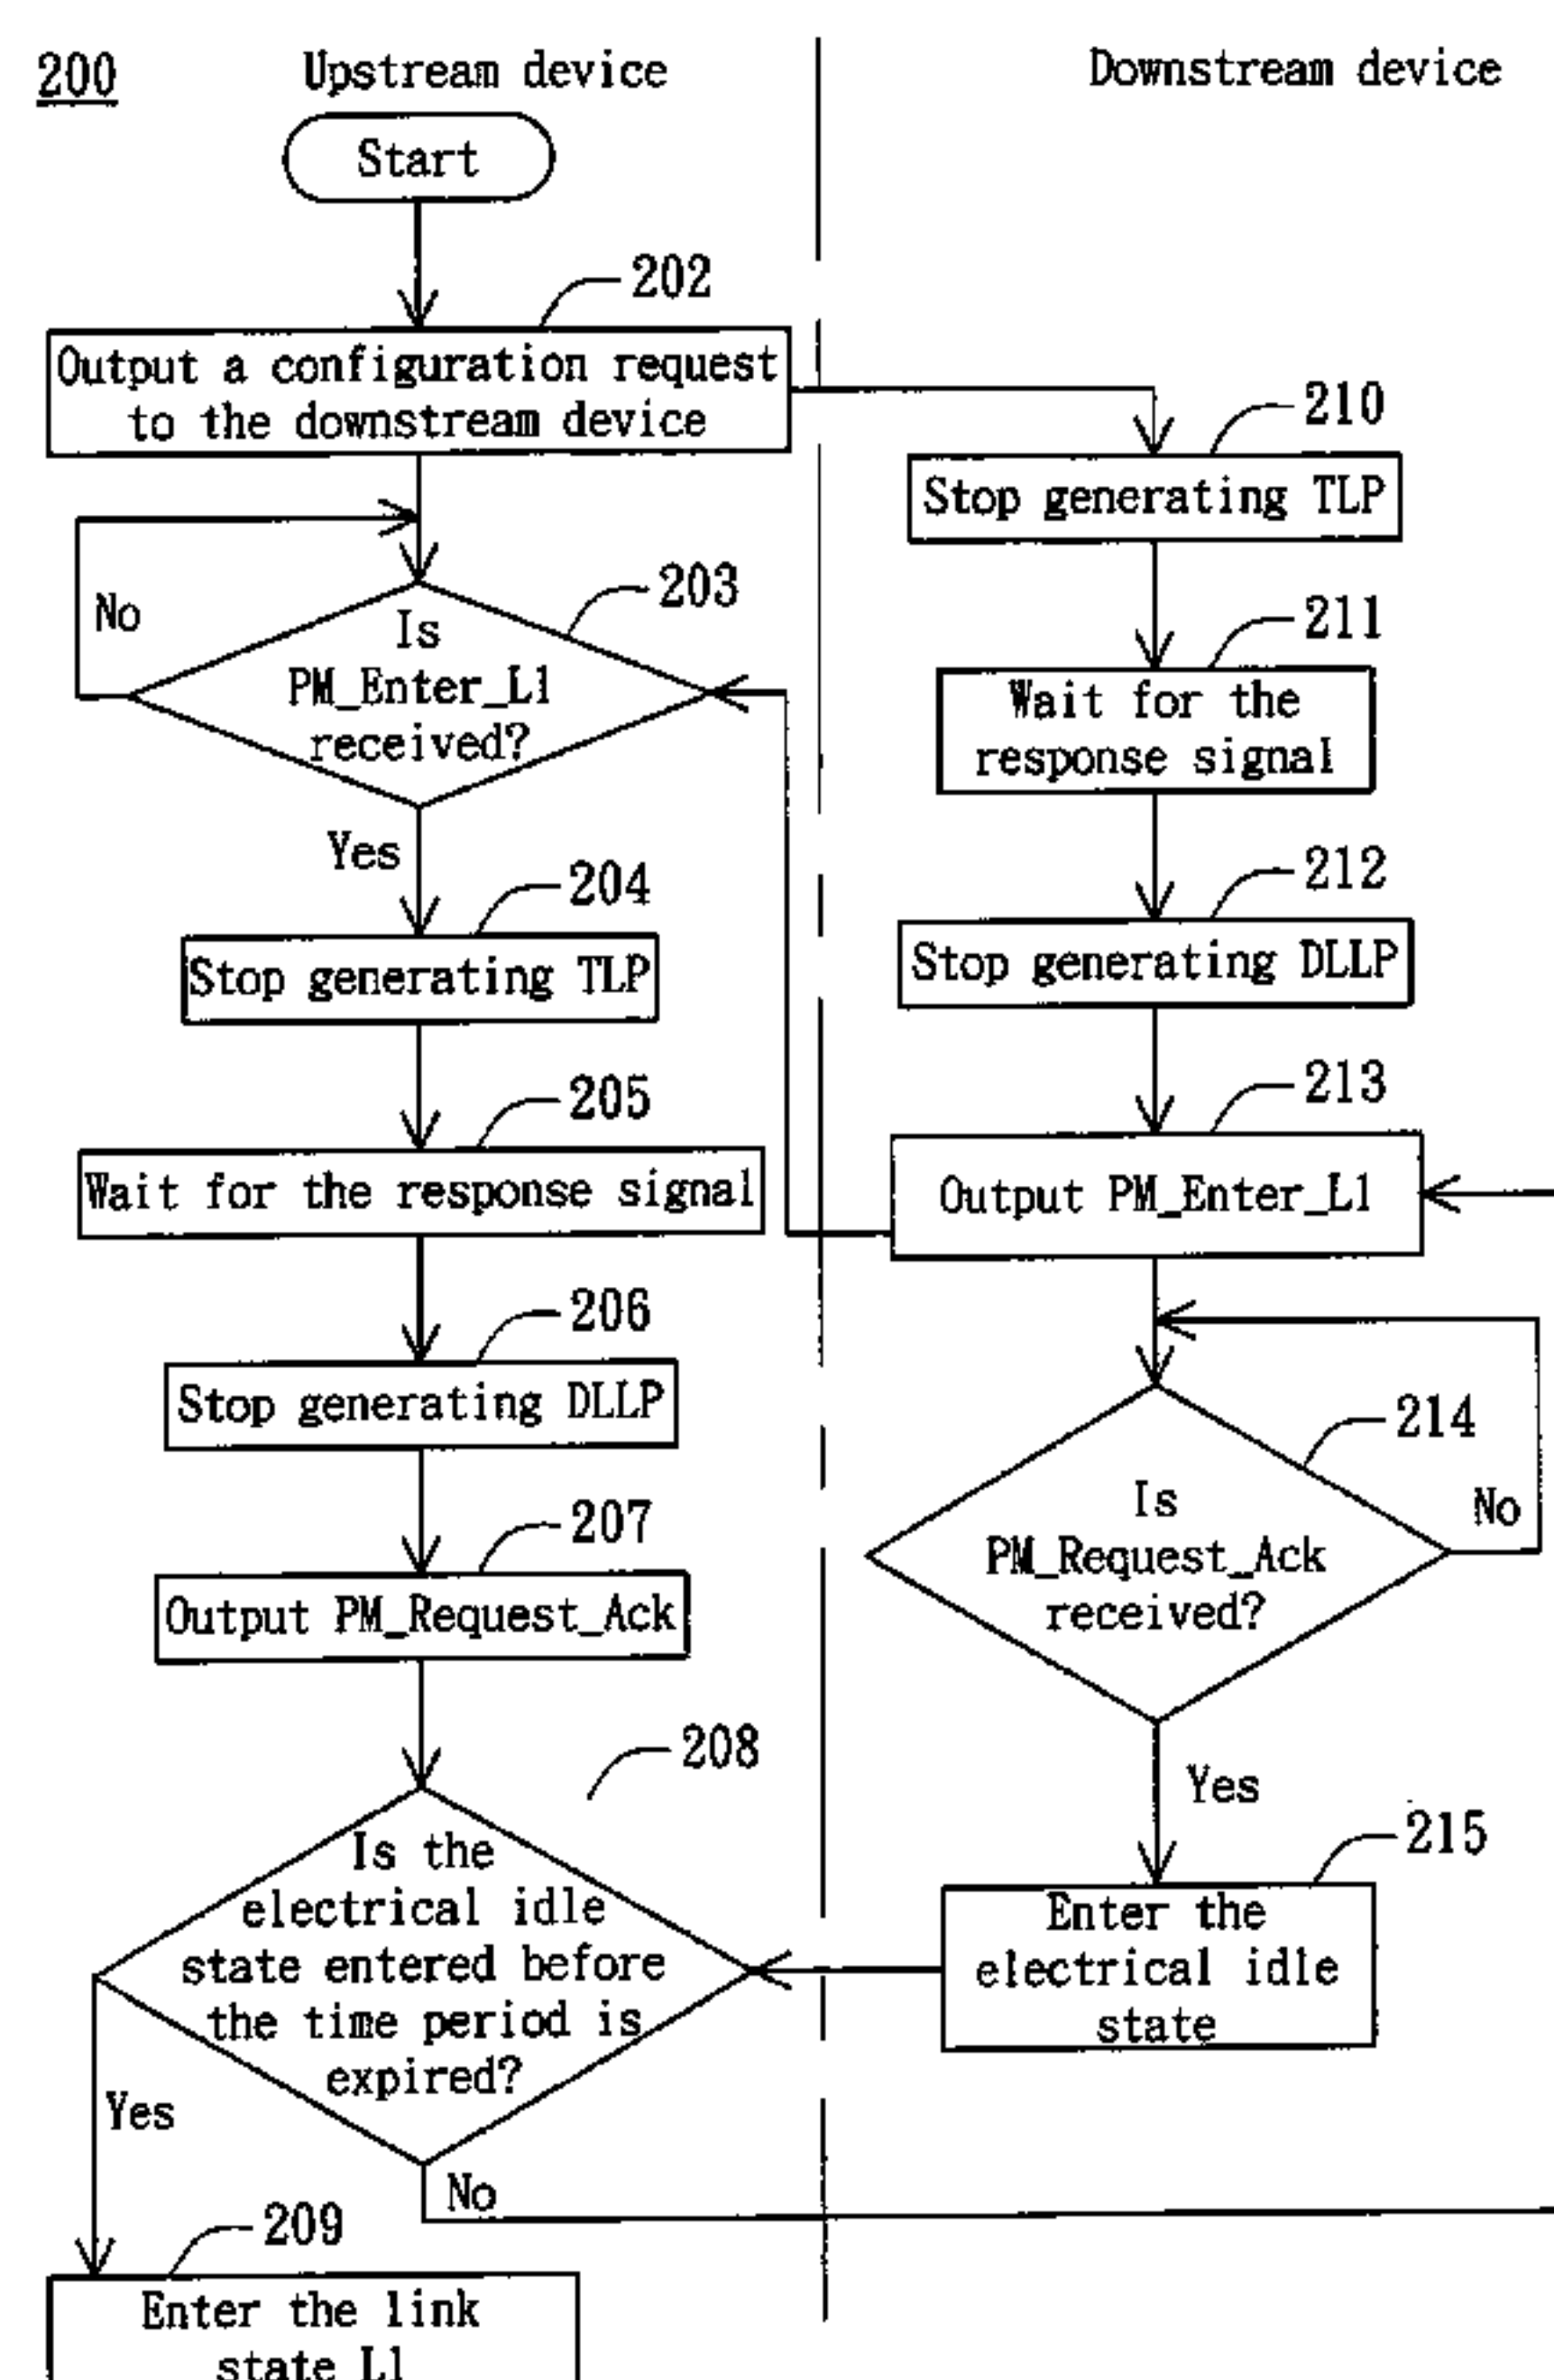 200
Upstream device
Downstream device
Start
202
Output a configuration request
to the downstream device
210
Stop generating TLP
203
No
Is
PM_Enter_L1
received?
211
Wait for the
response signal
Yes
204
Stop generating TLP
212
Stop generating DLLP
205
Wait for the response signal
213
Output PM_Enter_L1
206
Stop generating DLLP
214
Is
PM_Request_Ack
received?
No
207
Output PM_Request_Ack
208
Yes
215
Is the
electrical idle
state entered before
the time period is
expired?
Enter the
electrical idle
state
Yes
No
209
Enter the link
state L1